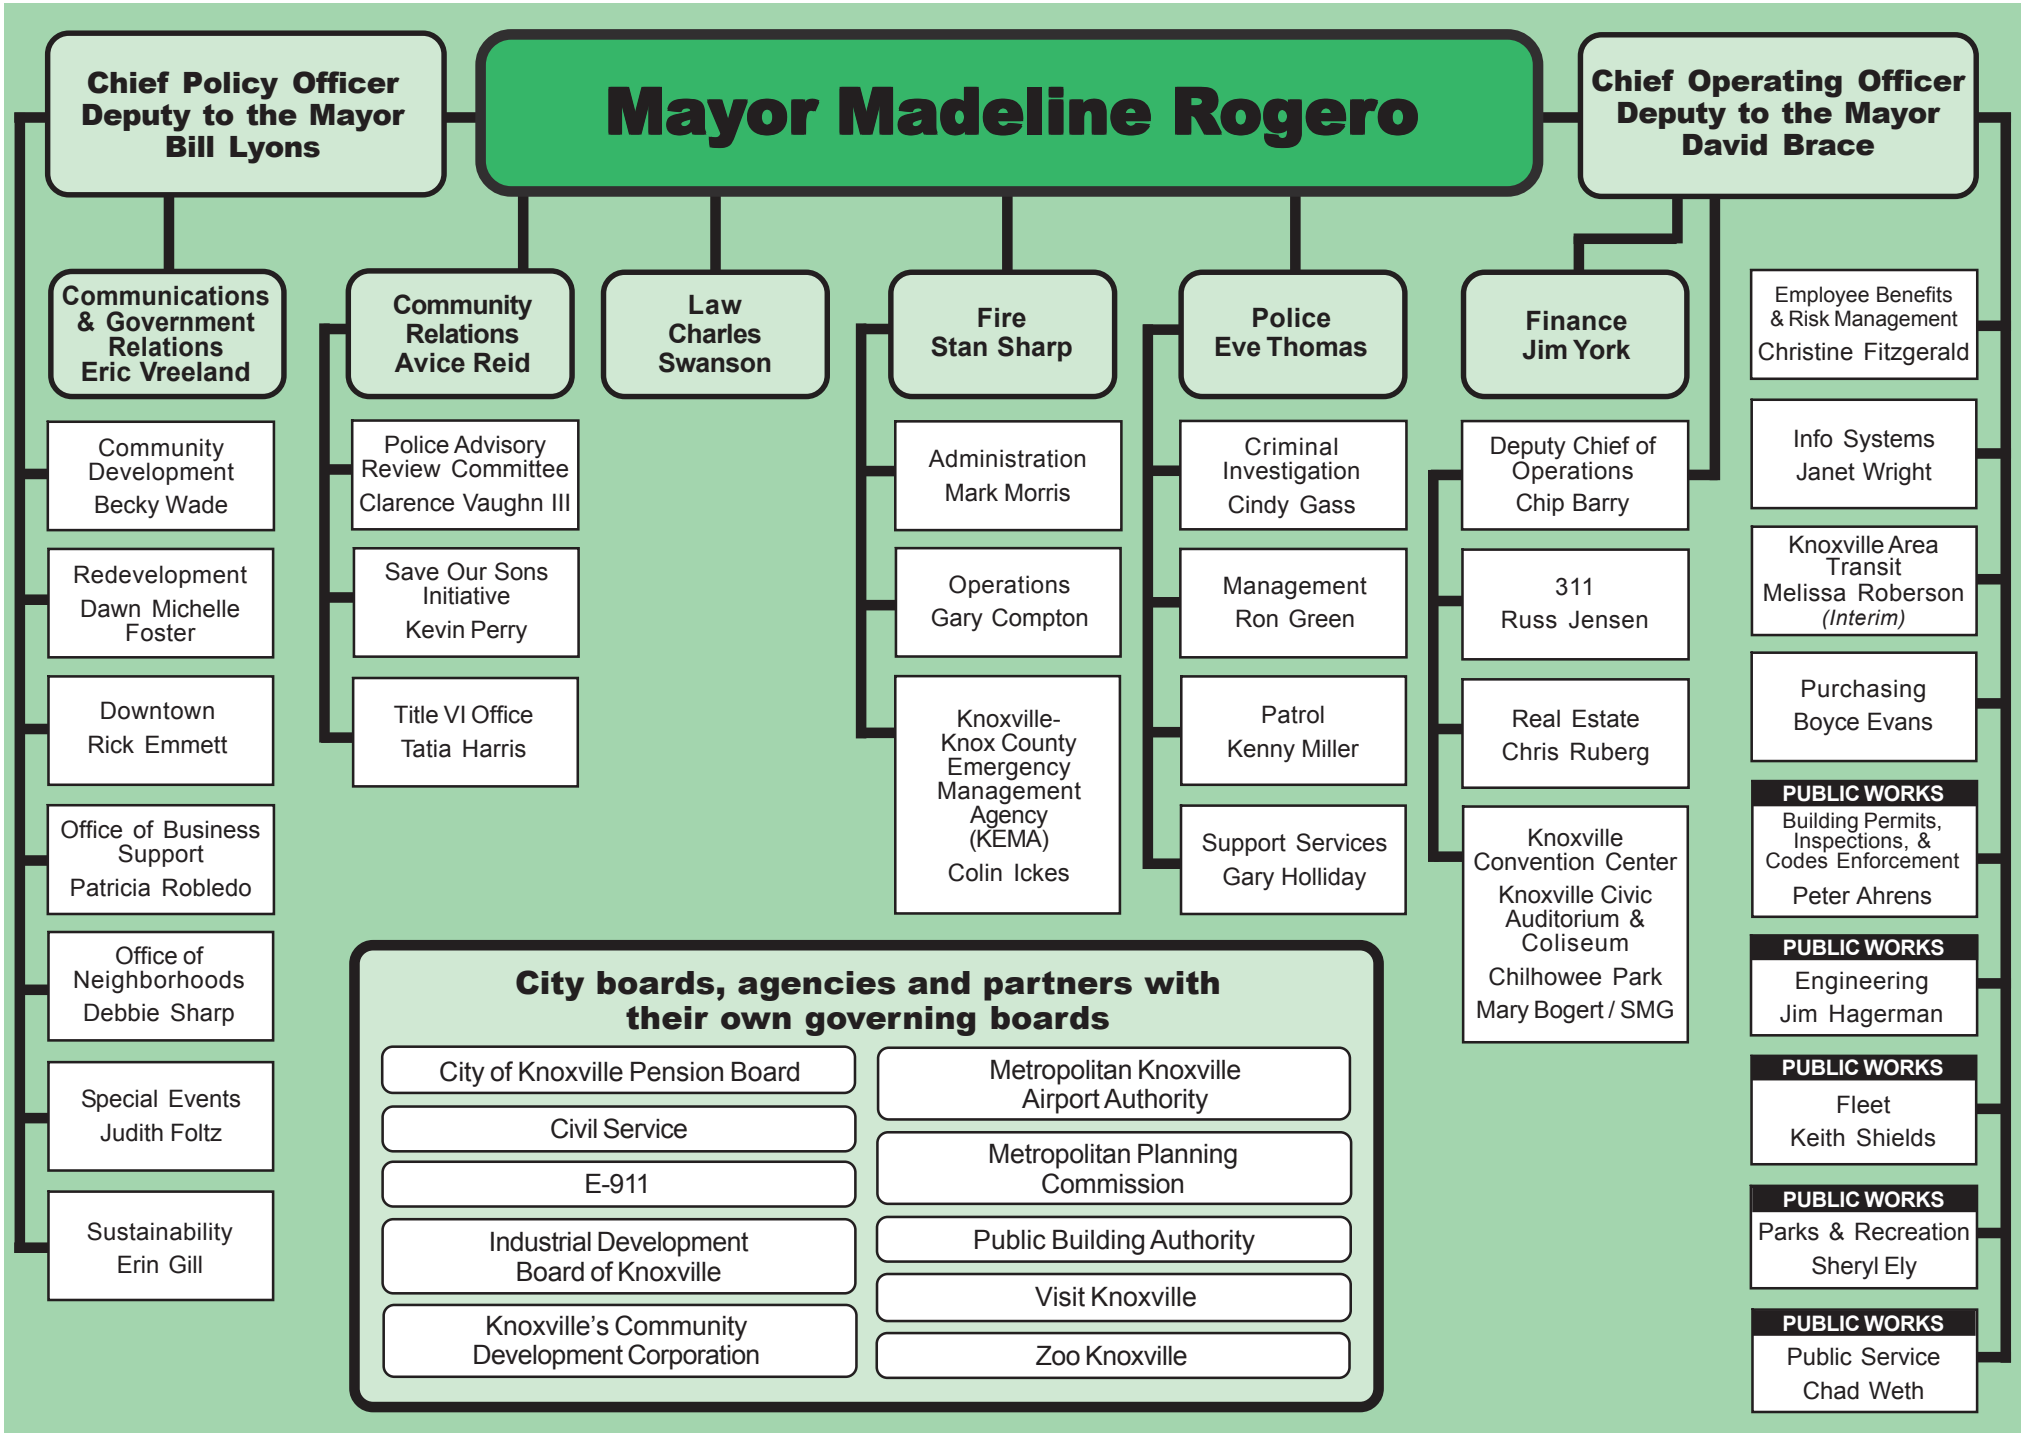 Chief Policy Officer
Deputy to the Mayor
Bill Lyons
Mayor Madeline Rogero
Chief Operating Officer
Deputy to the Mayor
David Brace
Communications
& Government
Relations
Eric Vreeland
Community
Development
Becky Wade
Redevelopment
Dawn Michelle
Foster
Downtown
Rick Emmett
Office of Business
Support
Patricia Robledo
Office of
Neighborhoods
Debbie Sharp
Special Events
Judith Foltz
Sustainability
Erin Gill
Community
Relations
Avice Reid
Police Advisory
Review Committee
Clarence Vaughn III
Save Our Sons
Initiative
Kevin Perry
Title VI Office
Tatia Harris
Law
Charles
Swanson
Fire
Stan Sharp
Administration
Mark Morris
Operations
Gary Compton
Knoxville-
Knox County
Emergency
Management
Agency
(KEMA)
Colin Ickes
Police
Eve Thomas
Criminal
Investigation
Cindy Gass
Management
Ron Green
Patrol
Kenny Miller
Support Services
Gary Holliday
Finance
Jim York
Deputy Chief of
Operations
Chip Barry
311
Russ Jensen
Real Estate
Chris Ruberg
Knoxville
Convention Center
Knoxville Civic
Auditorium &
Coliseum
Chilhowee Park
Mary Bogert / SMG
Employee Benefits
& Risk Management
Christine Fitzgerald
Info Systems
Janet Wright
Knoxville Area
Transit
Melissa Roberson
(Interim)
Purchasing
Boyce Evans
PUBLIC WORKS
Building Permits,
Inspections, &
Codes Enforcement
Peter Ahrens
PUBLIC WORKS
Engineering
Jim Hagerman
PUBLIC WORKS
Fleet
Keith Shields
PUBLIC WORKS
Parks & Recreation
Sheryl Ely
PUBLIC WORKS
Public Service
Chad Weth
City boards, agencies and partners with
their own governing boards
City of Knoxville Pension Board
Civil Service
E-911
Industrial Development
Board of Knoxville
Knoxville’s Community
Development Corporation
Metropolitan Knoxville
Airport Authority
Metropolitan Planning
Commission
Public Building Authority
Visit Knoxville
Zoo Knoxville